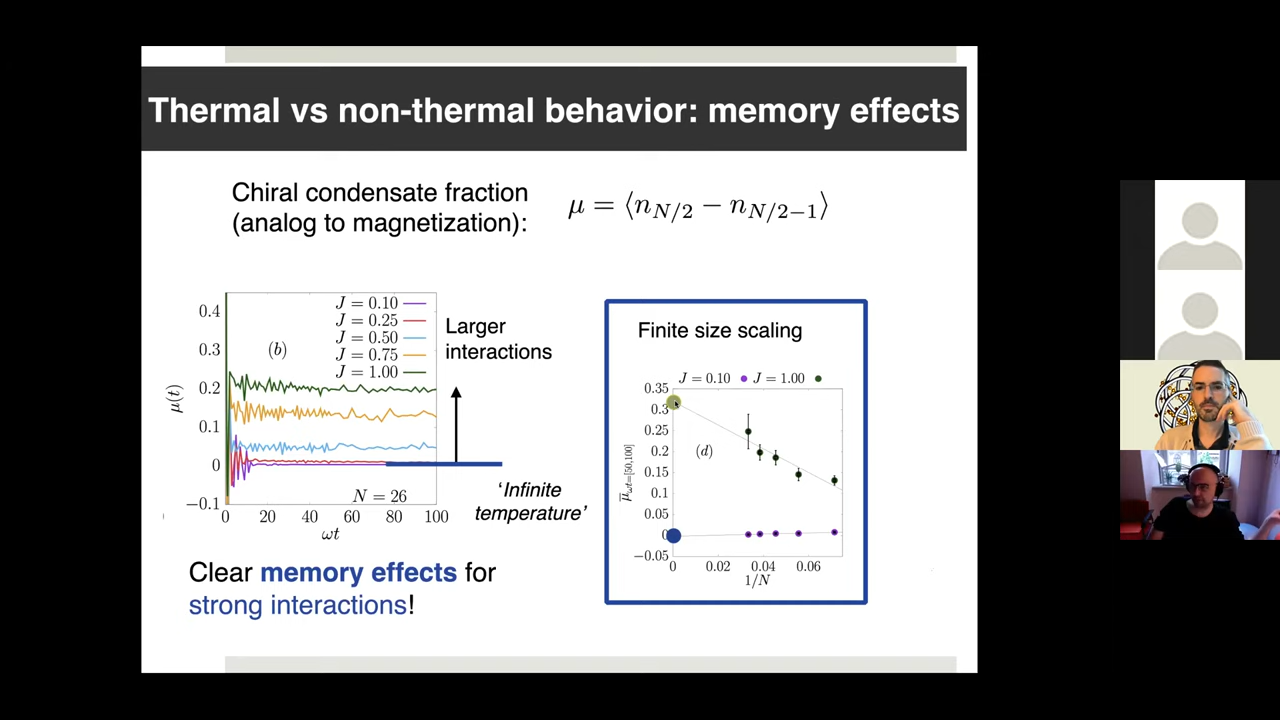 Thermal vs non-thermal behavior: memory effects
Chiral condensate fraction
(analog to magnetization):
μ = ⟨n_{N/2} − n_{N/2−1}⟩
0.4
0.3
0.2
0.1
0
−0.1
μ(t)
(b)
J = 0.10
J = 0.25
J = 0.50
J = 0.75
J = 1.00
N = 26
0 20 40 60 80 100
ωt
Larger
interactions
'Infinite
temperature'
Clear memory effects for
strong interactions!
Finite size scaling
J = 0.10 J = 1.00
0.35
0.3
0.25
0.2
0.15
0.1
0.05
0
−0.05
μ̅_{ωt=[50,100]}
(d)
0 0.02 0.04 0.06
1/N